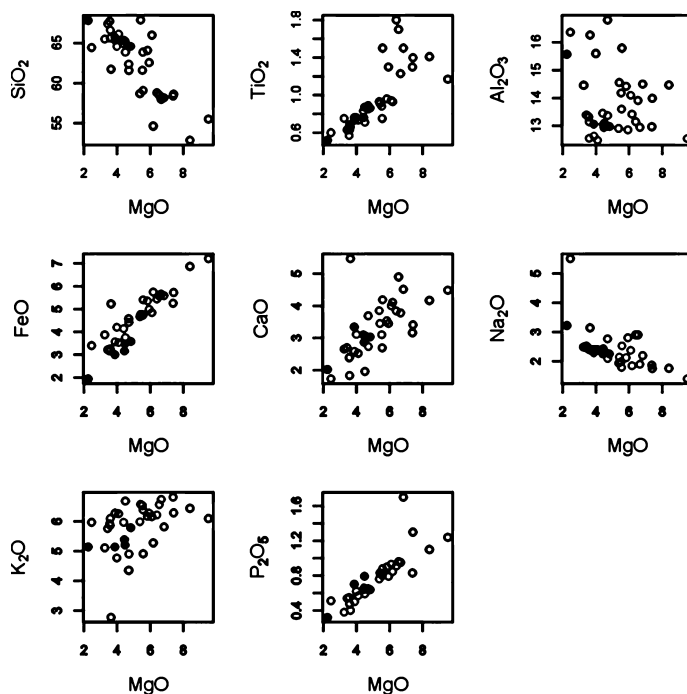 SiO₂
55 60 65
2 4 6 8
MgO
TiO₂
0.6 1.0 1.4 1.8
2 4 6 8
MgO
Al₂O₃
13 14 15 16
2 4 6 8
MgO
FeO
2 3 4 5 6 7
2 4 6 8
MgO
CaO
2 3 4 5
2 4 6 8
MgO
Na₂O
2 3 4 5
2 4 6 8
MgO
K₂O
3 4 5 6
2 4 6 8
MgO
P₂O₅
0.4 0.8 1.2 1.6
2 4 6 8
MgO